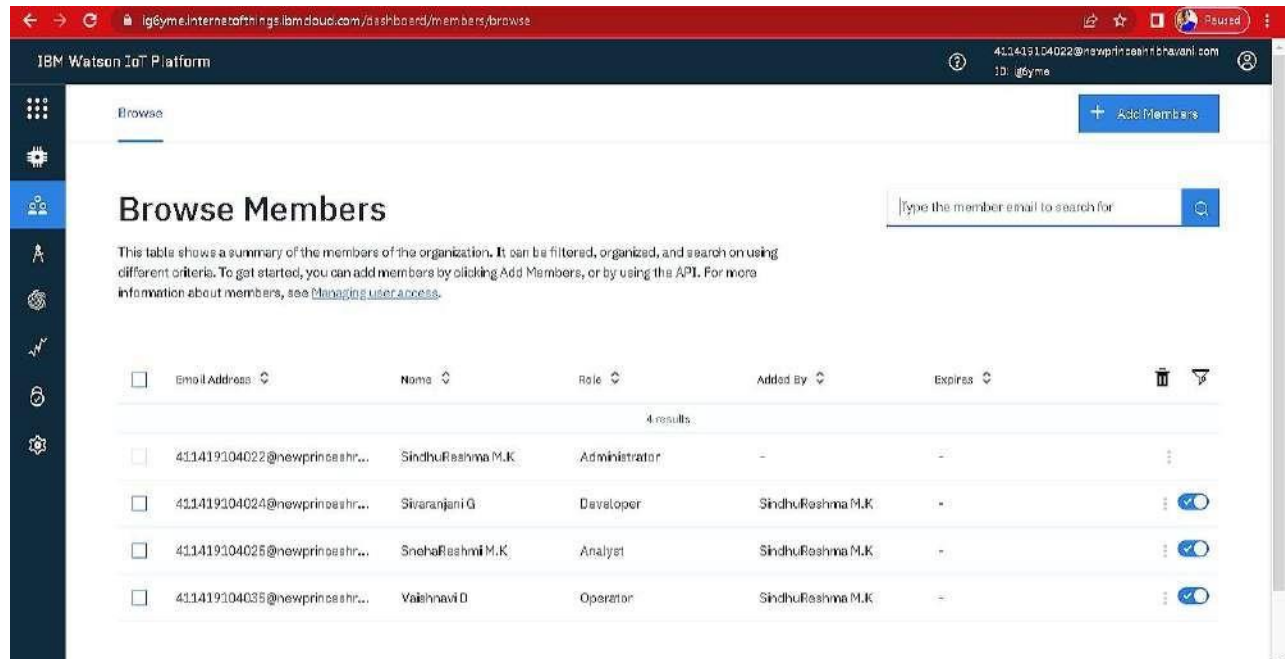 ig6yme.internetofthings.ibmcloud.com/dashboard/members/browse
Paused
IBM Watson IoT Platform
411419104022@newprinceshribhavani.com
ID: ig6yme
Browse
+ Add Members
Browse Members
Type the member email to search for
This table shows a summary of the members of the organization. It can be filtered, organized, and search on using
different criteria. To get started, you can add members by clicking Add Members, or by using the API. For more
information about members, see Managing user access.
Email Address Name Role Added By Expires
4 results
411419104022@newprinceshr... SindhuReshma M.K Administrator - -
411419104024@newprinceshr... Sivaranjani G Developer SindhuReshma M.K -
411419104025@newprinceshr... SnehaReshmi M.K Analyst SindhuReshma M.K -
411419104035@newprinceshr... Vaishnavi D Operator SindhuReshma M.K -